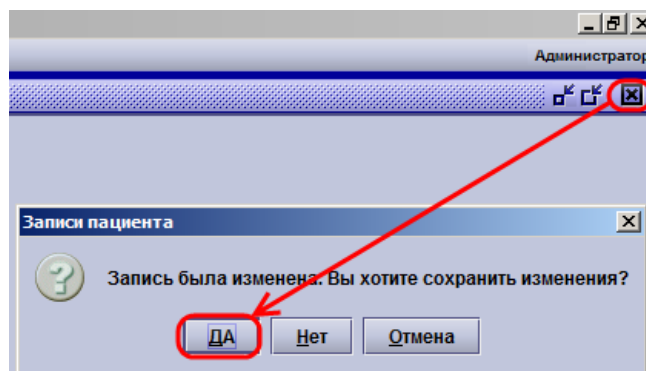 Администратор
Записи пациента
Запись была изменена. Вы хотите сохранить изменения?
ДА Нет Отмена